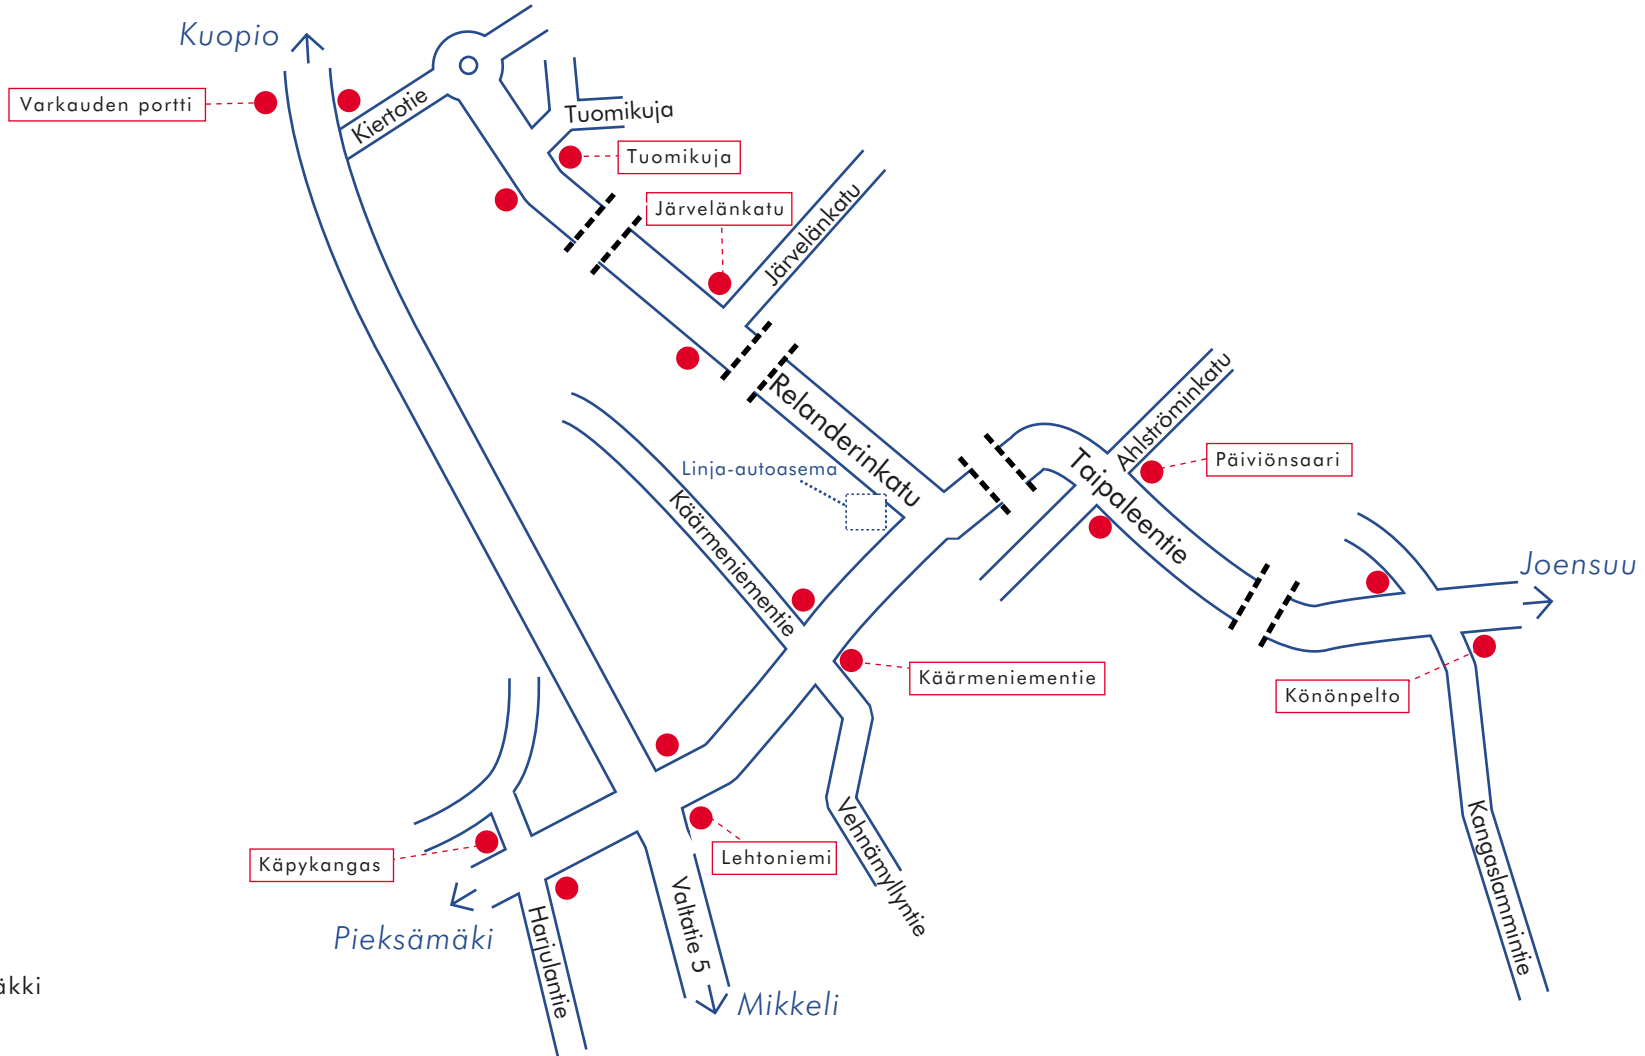 Kuopio
Varkauden portti
Kiertotie
Tuomikuja
Tuomikuja
Järvelänkatu
Järvelänkatu
Relanderinkatu
Linja-autoasema
Käärmeniementie
Ahlströminkatu
Taipaleentie
Päiviönsaari
Joensuu
Käärmeniementie
Könönpelto
Käpykangas
Lehtoniemi
Vehnämyllyntie
Kangaslammintie
Pieksämäki
Harjulantie
Valtatie 5
Mikkeli